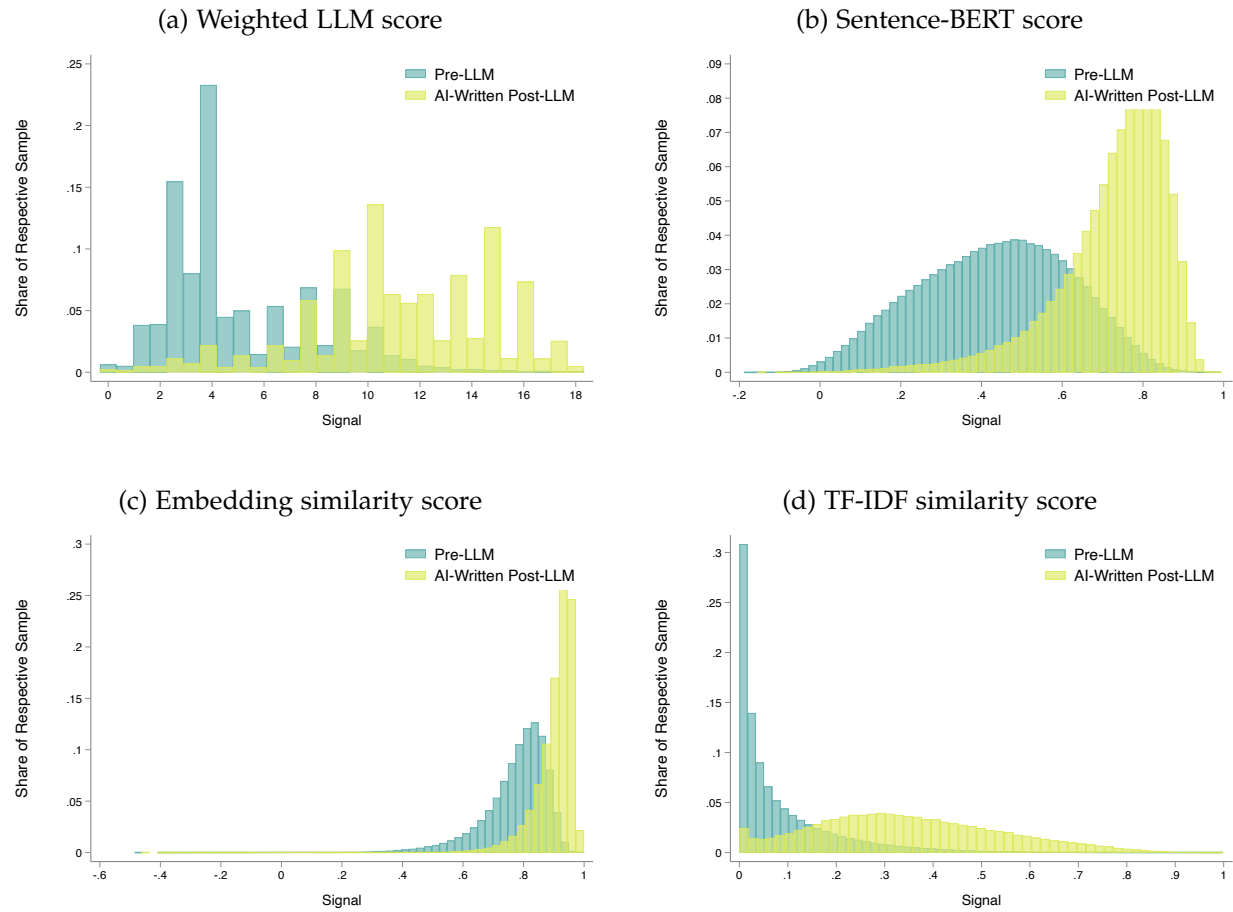 (a) Weighted LLM score
Share of Respective Sample
.25
.2
.15
.1
.05
0
Pre-LLM
AI-Written Post-LLM
0 2 4 6 8 10 12 14 16 18
Signal
(b) Sentence-BERT score
Share of Respective Sample
.09
.08
.07
.06
.05
.04
.03
.02
.01
0
Pre-LLM
AI-Written Post-LLM
-.2 0 .2 .4 .6 .8 1
Signal
(c) Embedding similarity score
Share of Respective Sample
.3
.25
.2
.15
.1
.05
0
Pre-LLM
AI-Written Post-LLM
-.6 -.4 -.2 0 .2 .4 .6 .8 1
Signal
(d) TF-IDF similarity score
Share of Respective Sample
.3
.25
.2
.15
.1
.05
0
Pre-LLM
AI-Written Post-LLM
0 .1 .2 .3 .4 .5 .6 .7 .8 .9 1
Signal